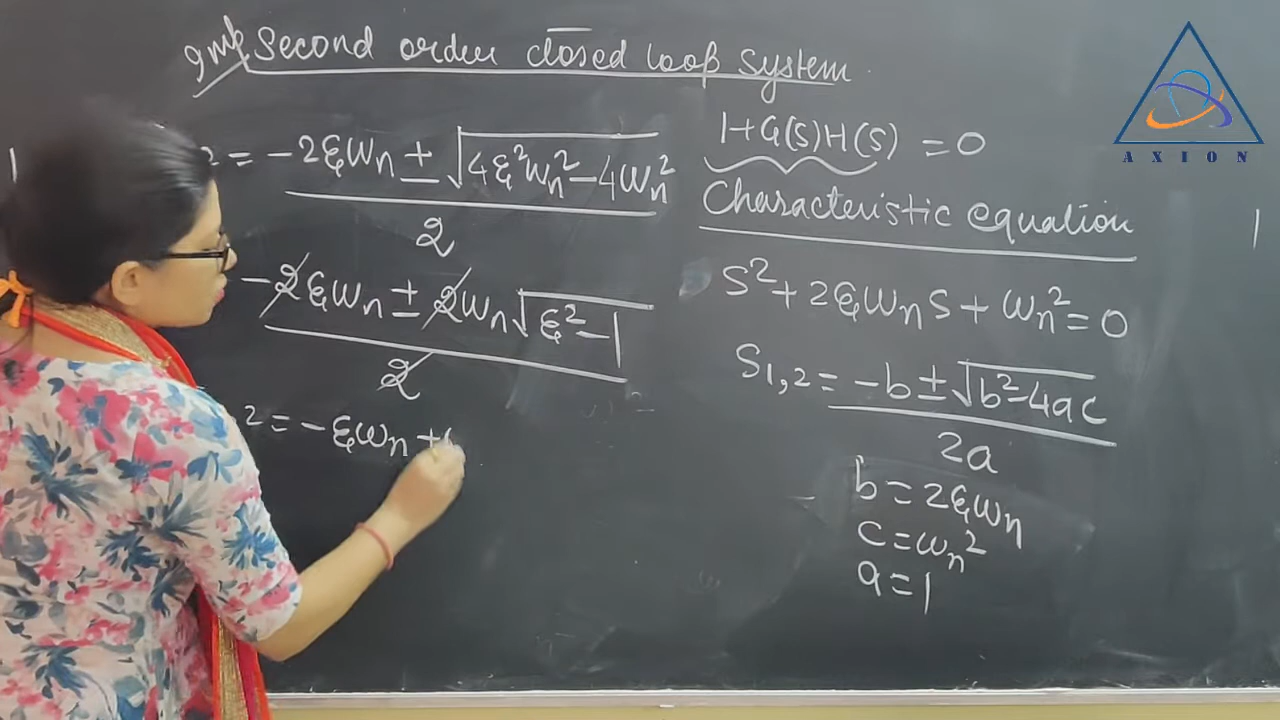 Imp Second order closed loop system
2 = -2ξωn ± √4ξ²ωn² - 4ωn²
2
-2ξωn ± 2ωn √ξ² - 1
2
2 = -ξωn +
1+G(s)H(s) = 0
Characteristic equation
S² + 2ξωnS + ωn² = 0
S1,2 = -b ± √b²-4ac
2a
b = 2ξωn
c = ωn²
a = 1
AXION